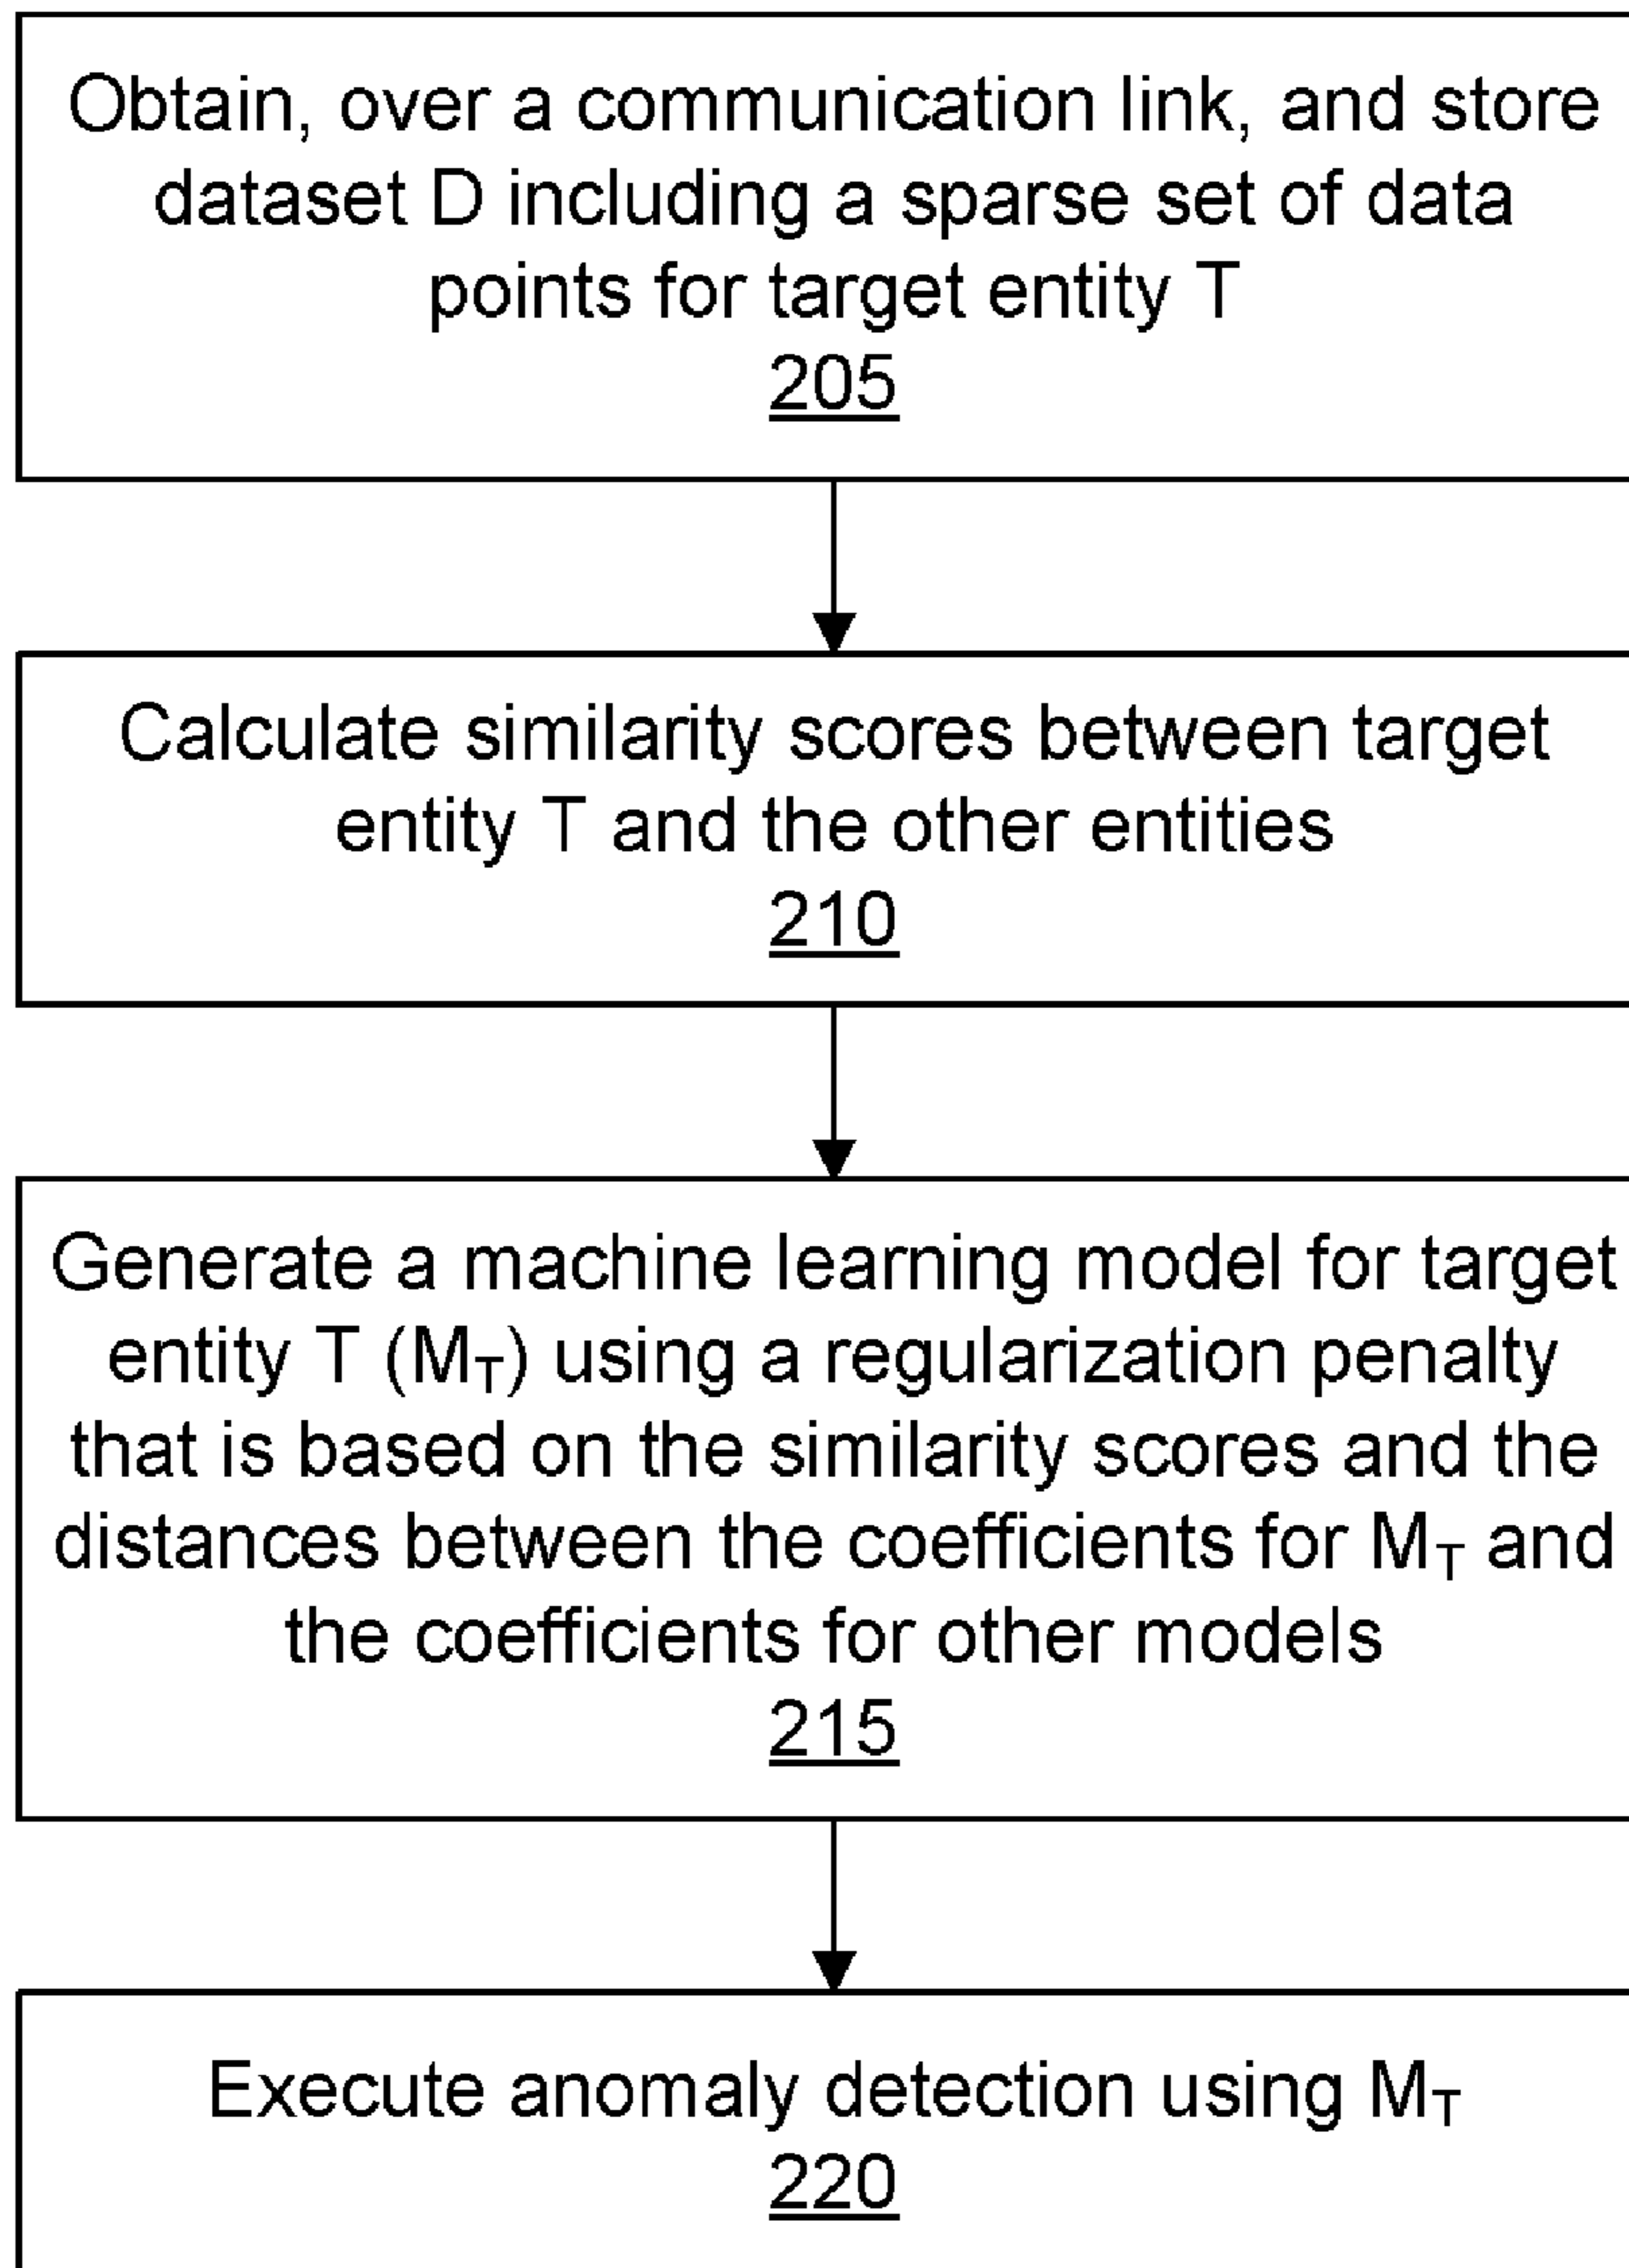 Obtain, over a communication link, and store
dataset D including a sparse set of data
points for target entity T
205
Calculate similarity scores between target
entity T and the other entities
210
Generate a machine learning model for target
entity T (M_T) using a regularization penalty
that is based on the similarity scores and the
distances between the coefficients for M_T and
the coefficients for other models
215
Execute anomaly detection using M_T
220